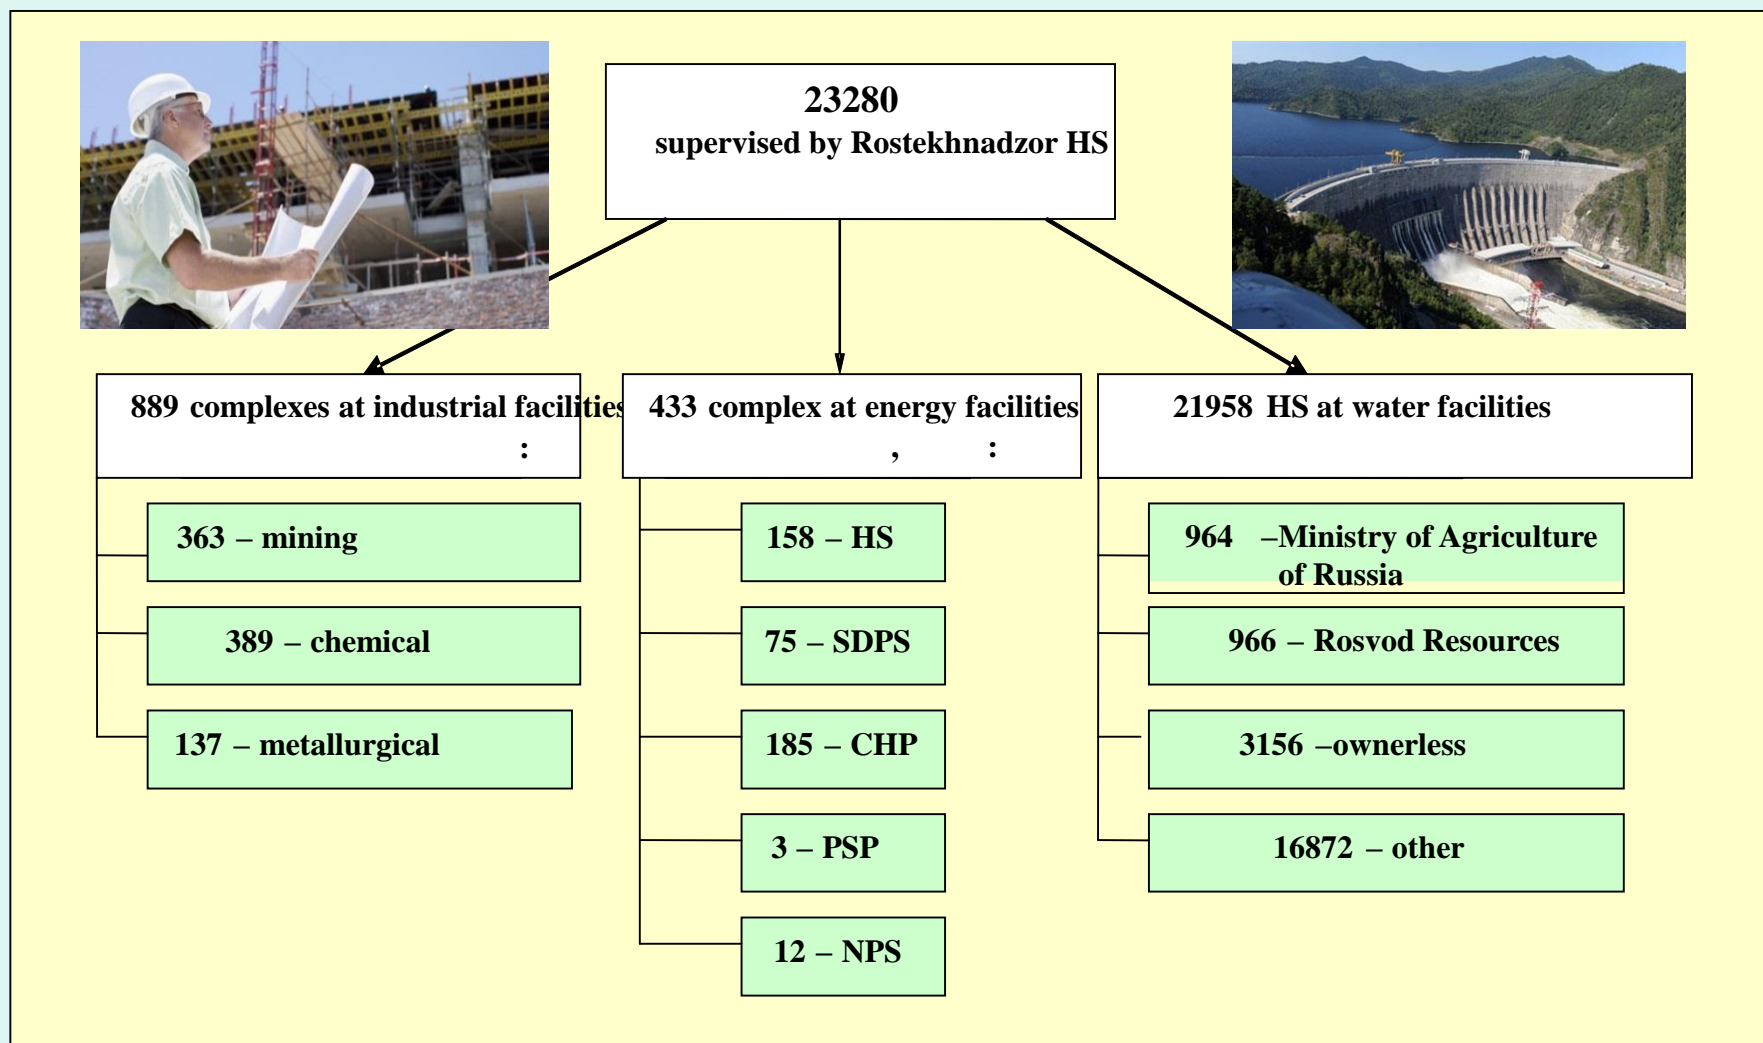 23280
supervised by Rostekhnadzor HS
889 complexes at industrial facilities
:
363 – mining
389 – chemical
137 – metallurgical
433 complex at energy facilities
, :
158 – HS
75 – SDPS
185 – CHP
3 – PSP
12 – NPS
21958 HS at water facilities
964 –Ministry of Agriculture
of Russia
966 – Rosvod Resources
3156 –ownerless
16872 – other